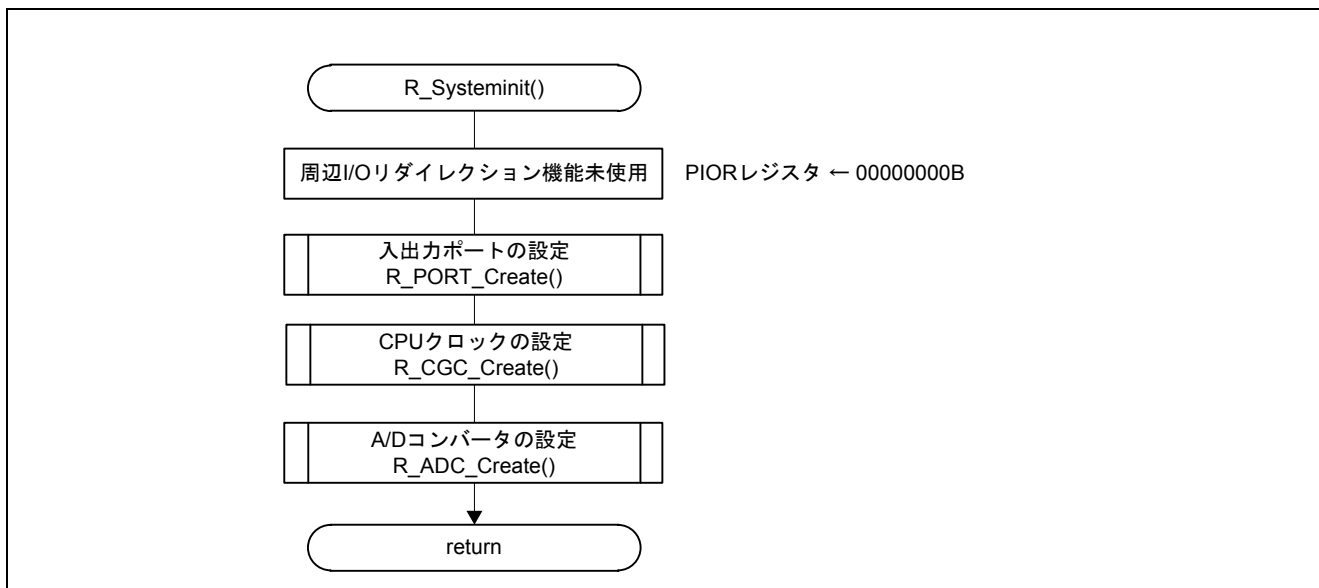 R_Systeminit()
周辺I/Oリダイレクション機能未使用 PIORレジスタ ← 00000000B
入出力ポートの設定
R_PORT_Create()
CPUクロックの設定
R_CGC_Create()
A/Dコンバータの設定
R_ADC_Create()
return